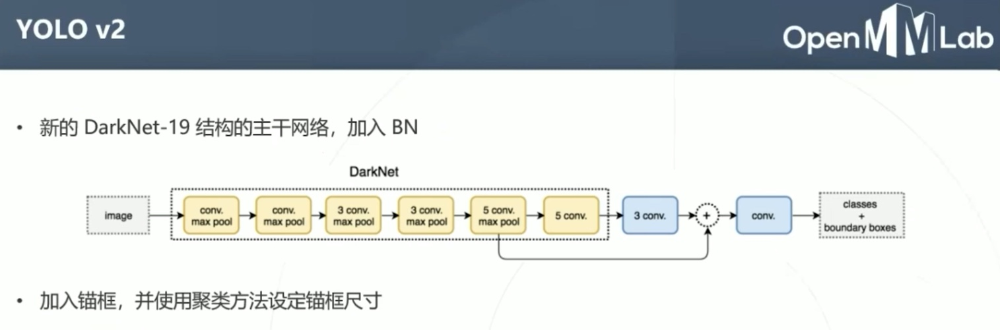 YOLO v2
OpenMMLab
• 新的 DarkNet-19 结构的主干网络，加入 BN
DarkNet
image
conv.
max pool
conv.
max pool
3 conv.
max pool
3 conv.
max pool
5 conv.
max pool
5 conv.
3 conv.
+
conv.
classes
+
boundary boxes
• 加入锚框，并使用聚类方法设定锚框尺寸